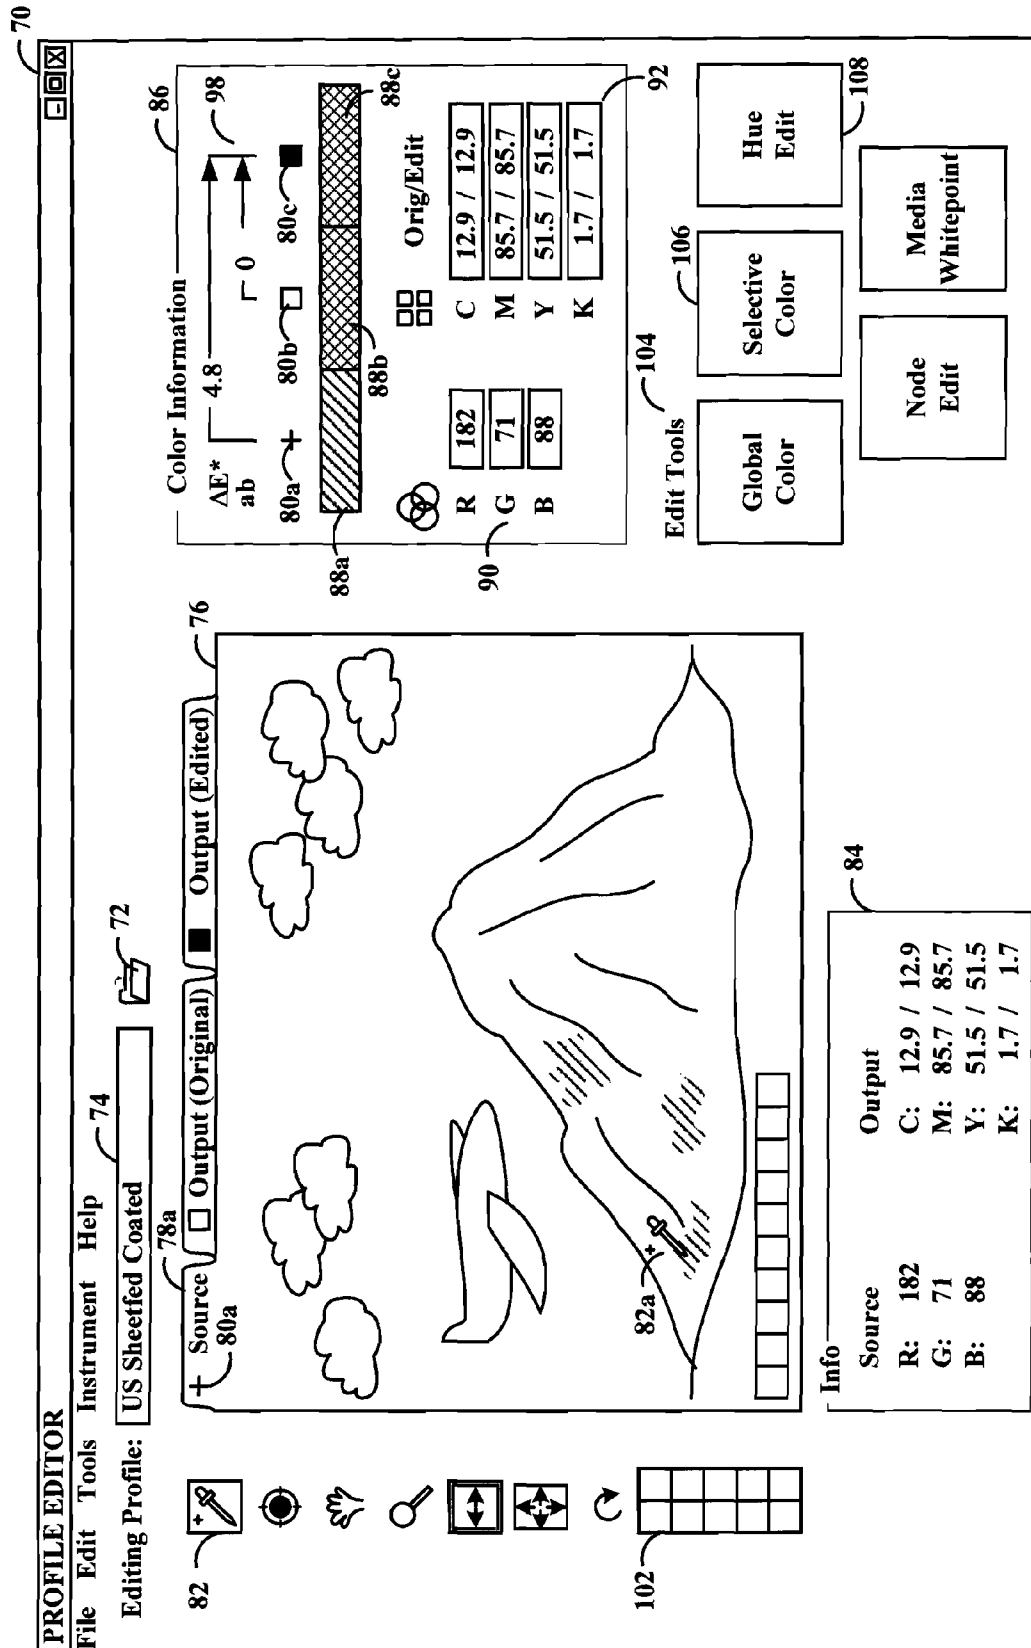 70
PROFILE EDITOR
File Edit Tools Instrument Help
Editing Profile: US Sheetfed Coated
74
72
78a
Source
Output (Original)
Output (Edited)
76
80a
82
82a
102
Info
84
Source Output
R: 182 C: 12.9 / 12.9
G: 71 M: 85.7 / 85.7
B: 88 Y: 51.5 / 51.5
K: 1.7 / 1.7
86
Color Information
98
ΔE*
ab
4.8
0
80a
80b
80c
88a
88b
88c
Orig/Edit
R 182 C 12.9 / 12.9
G 71 M 85.7 / 85.7
B 88 Y 51.5 / 51.5
K 1.7 / 1.7
90
92
Edit Tools
104
106
108
Global
Color
Selective
Color
Hue
Edit
Node
Edit
Media
Whitepoint